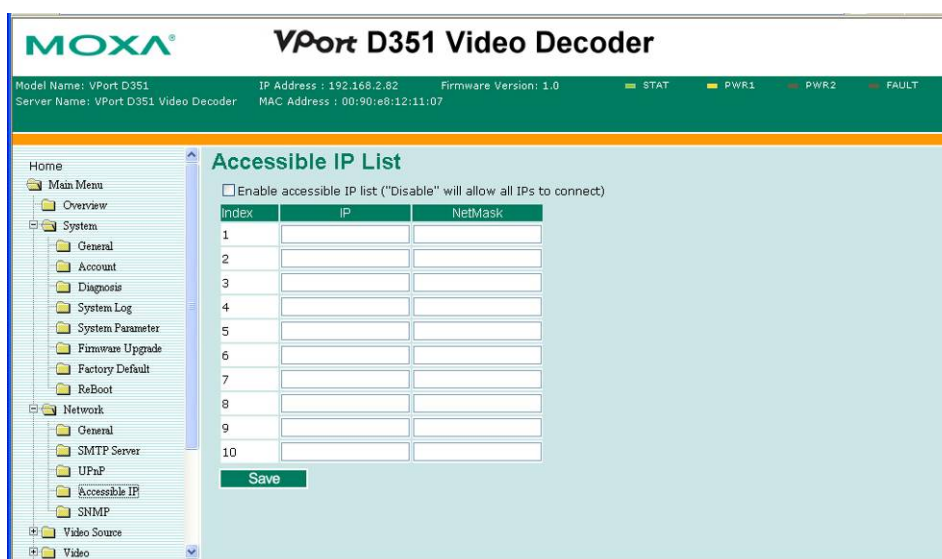 MOXA®
VPort D351 Video Decoder
Model Name: VPort D351
IP Address : 192.168.2.82
Firmware Version: 1.0
STAT
PWR1
PWR2
FAULT
Server Name: VPort D351 Video Decoder
MAC Address : 00:90:e8:12:11:07
Home
Main Menu
Overview
System
General
Account
Diagnosis
System Log
System Parameter
Firmware Upgrade
Factory Default
ReBoot
Network
General
SMTP Server
UPnP
Accessible IP
SNMP
Video Source
Video
Accessible IP List
Enable accessible IP list ("Disable" will allow all IPs to connect)
Index IP NetMask
1
2
3
4
5
6
7
8
9
10
Save